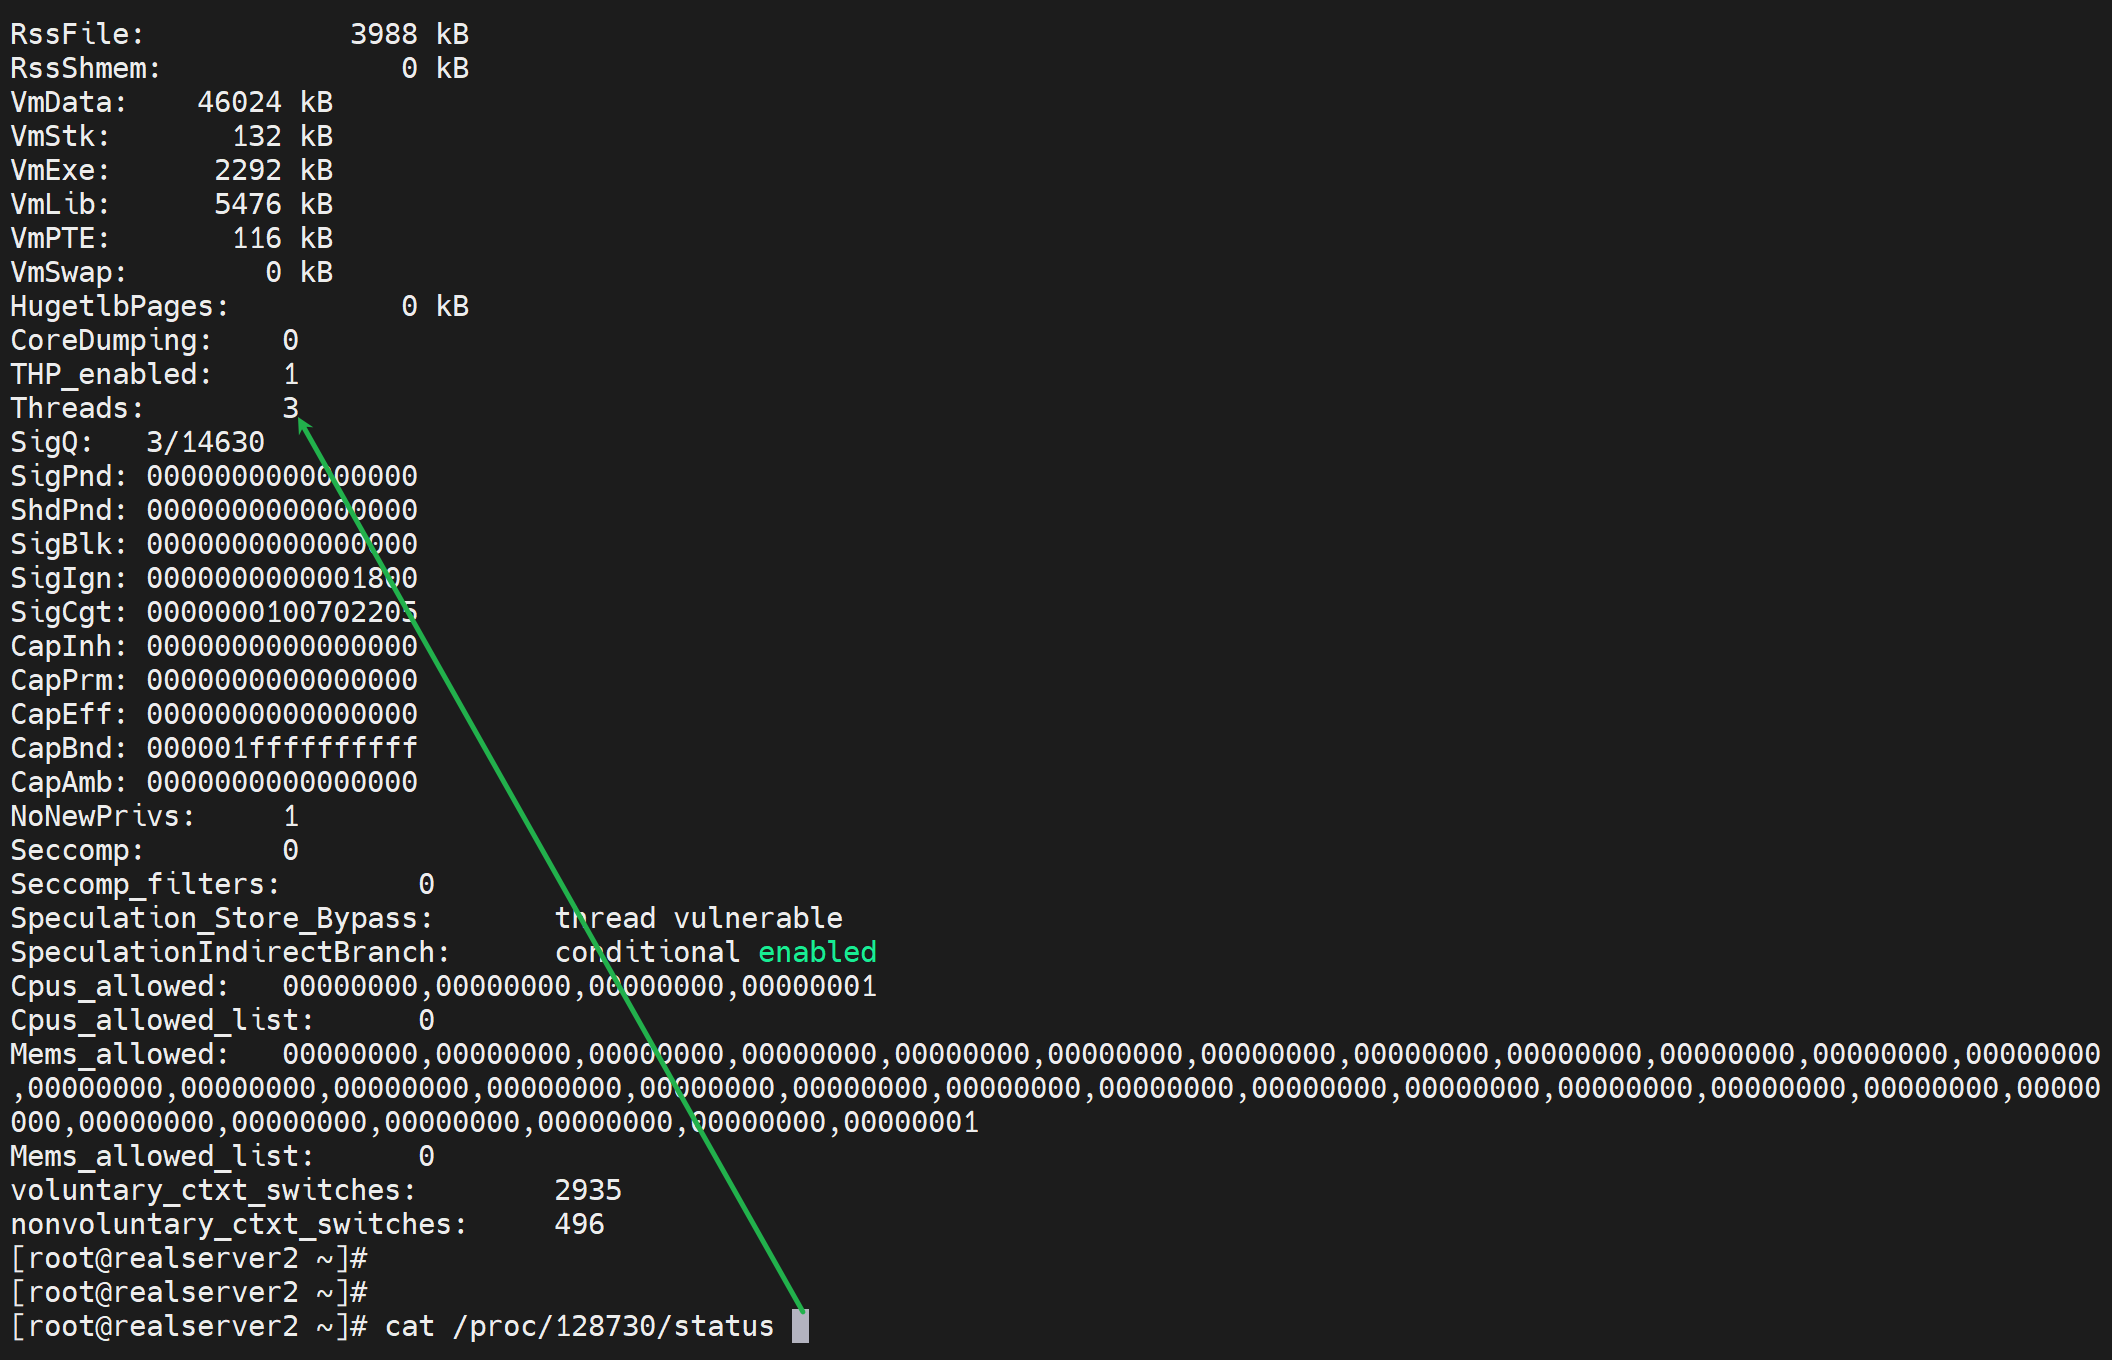 RssFile:            3988 kB
RssShmem:              0 kB
VmData:    46024 kB
VmStk:       132 kB
VmExe:      2292 kB
VmLib:      5476 kB
VmPTE:       116 kB
VmSwap:        0 kB
HugetlbPages:          0 kB
CoreDumping:    0
THP_enabled:    1
Threads:        3
SigQ:   3/14630
SigPnd: 0000000000000000
ShdPnd: 0000000000000000
SigBlk: 0000000000000000
SigIgn: 0000000000001800
SigCgt: 0000000100702205
CapInh: 0000000000000000
CapPrm: 0000000000000000
CapEff: 0000000000000000
CapBnd: 000001ffffffffff
CapAmb: 0000000000000000
NoNewPrivs:     1
Seccomp:        0
Seccomp_filters:        0
Speculation_Store_Bypass:       thread vulnerable
SpeculationIndirectBranch:      conditional enabled
Cpus_allowed:   00000000,00000000,00000000,00000001
Cpus_allowed_list:      0
Mems_allowed:   00000000,00000000,00000000,00000000,00000000,00000000,00000000,00000000,00000000,00000000,00000000,00000000
,00000000,00000000,00000000,00000000,00000000,00000000,00000000,00000000,00000000,00000000,00000000,00000000,00000000,00000
000,00000000,00000000,00000000,00000000,00000000,00000001
Mems_allowed_list:      0
voluntary_ctxt_switches:        2935
nonvoluntary_ctxt_switches:     496
[root@realserver2 ~]#
[root@realserver2 ~]#
[root@realserver2 ~]# cat /proc/128730/status